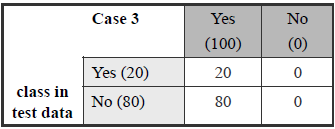 Case 3 Yes No
(100) (0)
Yes (20) 20 0
class in
test data
No (80) 80 0